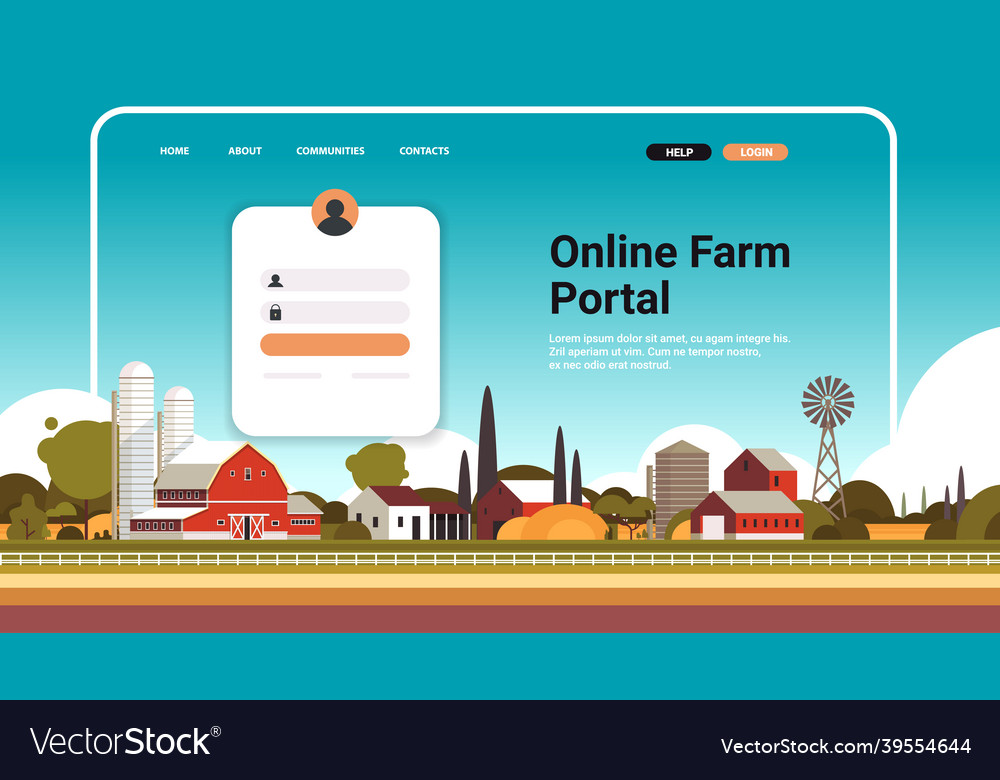 HOME ABOUT COMMUNITIES CONTACTS HELP LOGIN
Online Farm
Portal
Lorem ipsum dolor sit amet, cu agam integre his.
Zril aperiam ut vim. Cum ne tempor nostro,
ex nec odio erat nostrud.
VectorStock®
VectorStock.com/39554644